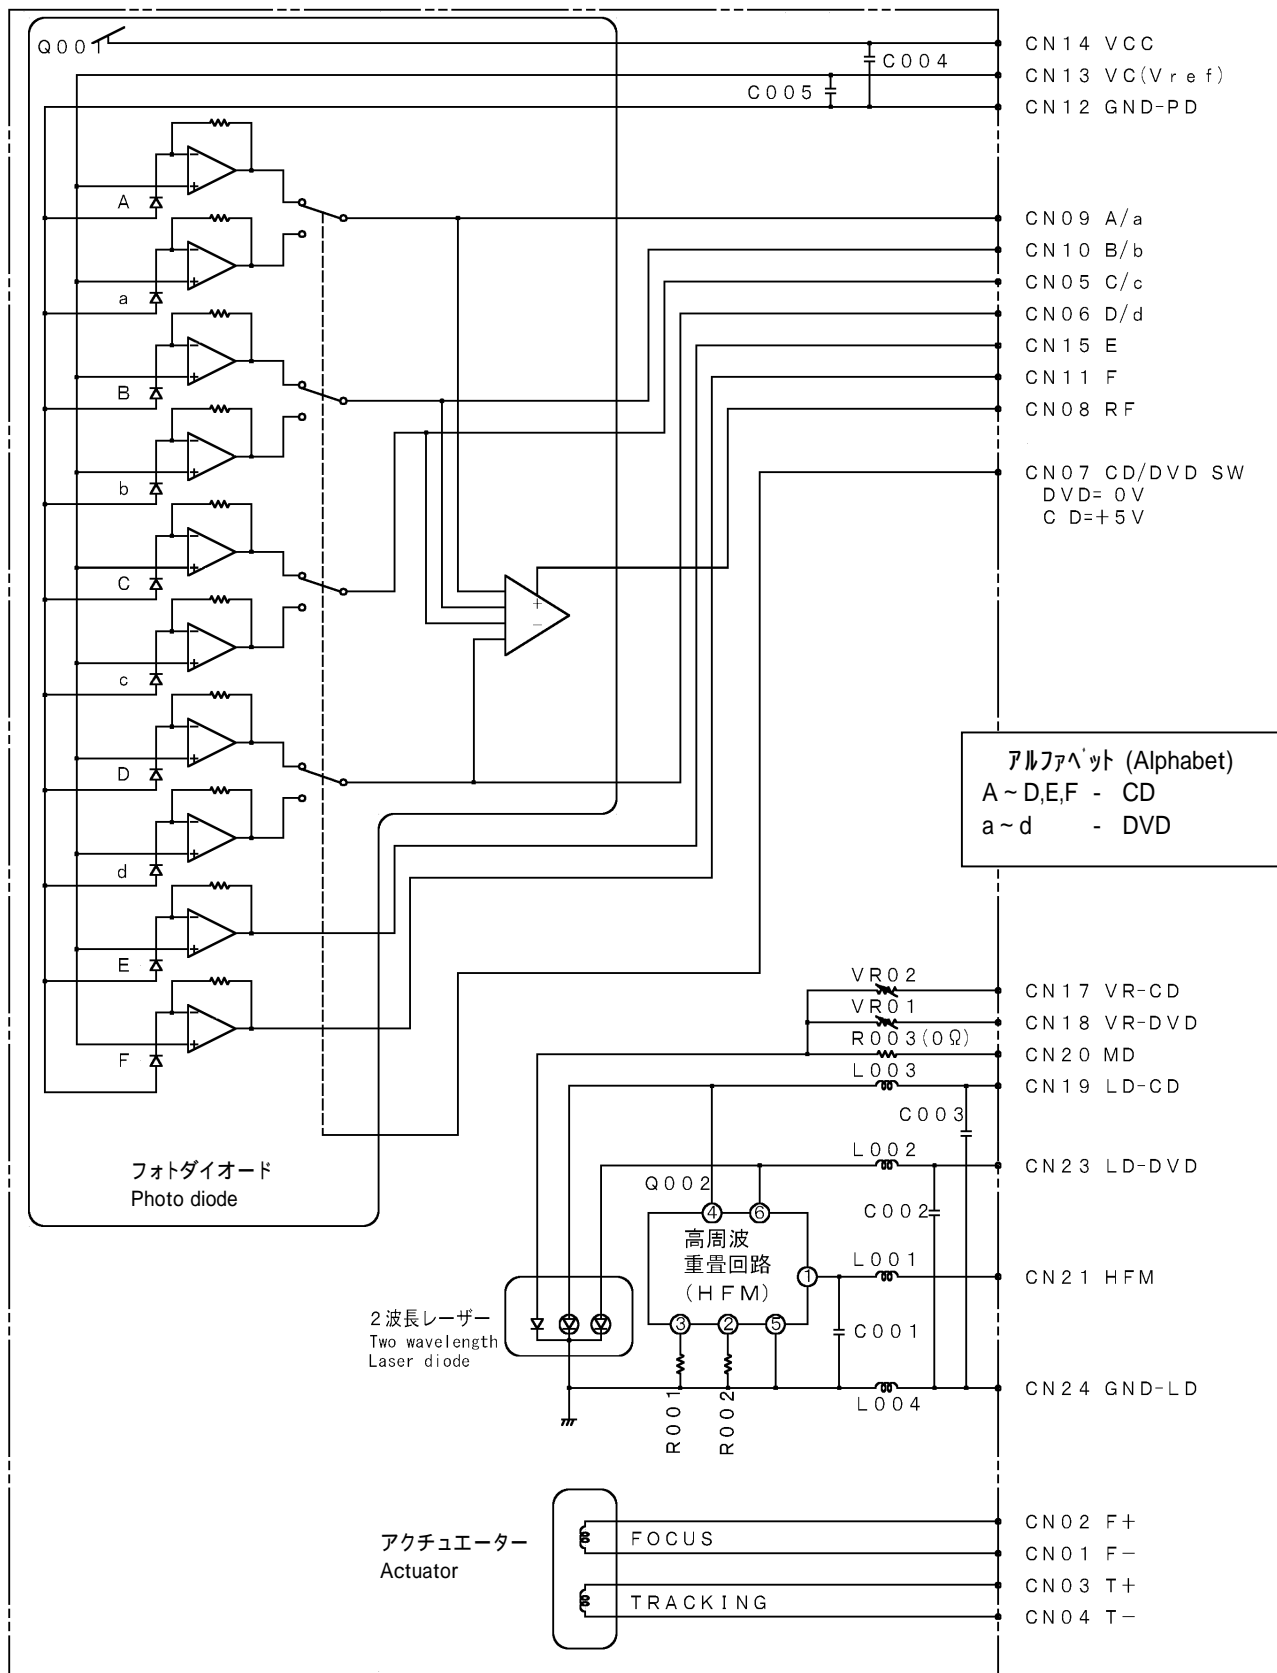 Q001
C004
C005
CN14 VCC
CN13 VC(Vref)
CN12 GND-PD
A
a
B
b
C
c
D
d
E
F
CN09 A/a
CN10 B/b
CN05 C/c
CN06 D/d
CN15 E
CN11 F
CN08 RF
CN07 CD/DVD SW
DVD= 0V
C D=+5V
+
−
アルファベット (Alphabet)
A ~ D,E,F - CD
a ~ d - DVD
フォトダイオード
Photo diode
VR02
CN17 VR-CD
VR01
CN18 VR-DVD
R003(0Ω)
CN20 MD
L003
CN19 LD-CD
C003
L002
CN23 LD-DVD
Q002
C002
4
6
高周波
重畳回路
(HFM)
1
3
2
5
L001
CN21 HFM
C001
2波長レーザー
Two wavelength
Laser diode
R001
R002
L004
CN24 GND-LD
アクチュエーター
Actuator
FOCUS
TRACKING
CN02 F+
CN01 F−
CN03 T+
CN04 T−